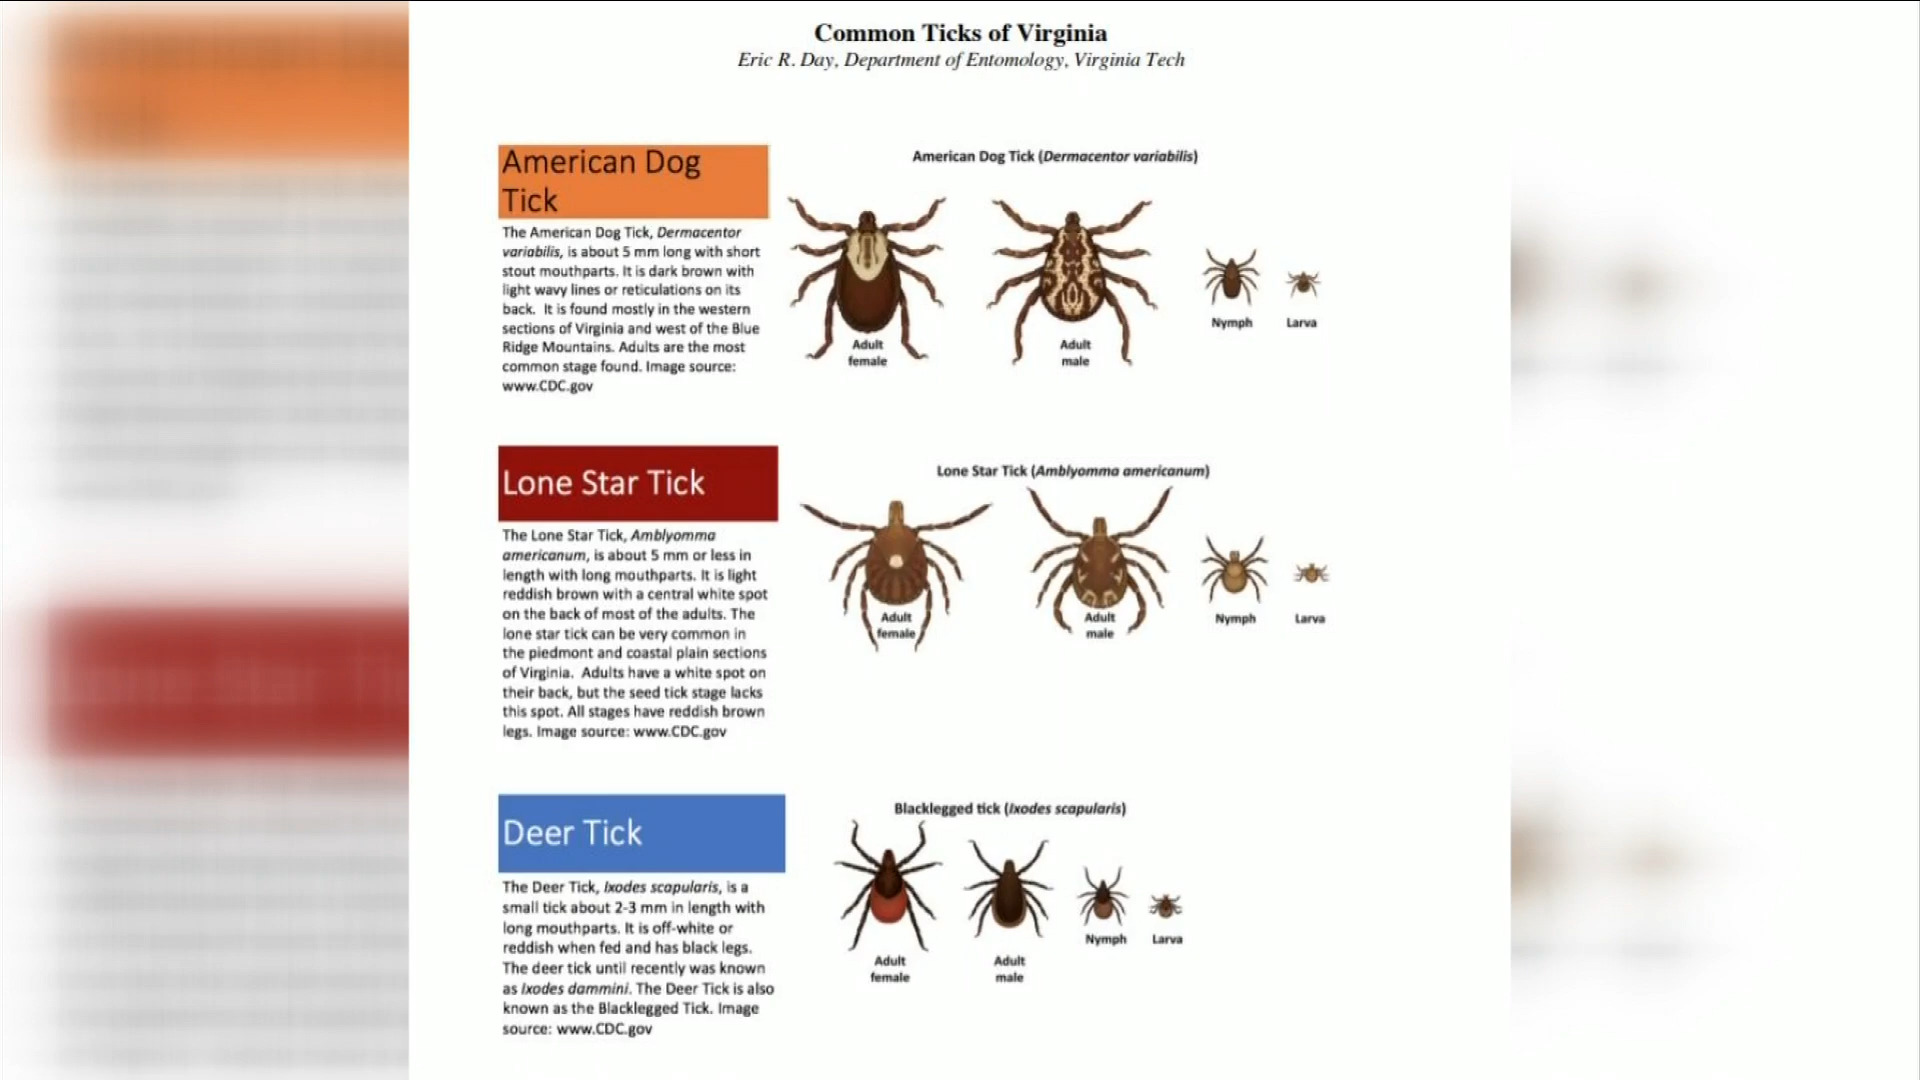 Common Ticks of Virginia
Eric R. Day, Department of Entomology, Virginia Tech
American Dog
Tick
The American Dog Tick, Dermacentor
variabilis, is about 5 mm long with short
stout mouthparts. It is dark brown with
light wavy lines or reticulations on its
back. It is found mostly in the western
sections of Virginia and west of the Blue
Ridge Mountains. Adults are the most
common stage found. Image source:
www.CDC.gov
American Dog Tick (Dermacentor variabilis)
Adult
female
Adult
male
Nymph
Larva
Lone Star Tick
The Lone Star Tick, Amblyomma
americanum, is about 5 mm or less in
length with long mouthparts. It is light
reddish brown with a central white spot
on the back of most of the adults. The
lone star tick can be very common in
the piedmont and coastal plain sections
of Virginia. Adults have a white spot on
their back, but the seed tick stage lacks
this spot. All stages have reddish brown
legs. Image source: www.CDC.gov
Lone Star Tick (Amblyomma americanum)
Adult
female
Adult
male
Nymph
Larva
Deer Tick
The Deer Tick, Ixodes scapularis, is a
small tick about 2-3 mm in length with
long mouthparts. It is off-white or
reddish when fed and has black legs.
The deer tick until recently was known
as Ixodes dammini. The Deer Tick is also
known as the Blacklegged Tick. Image
source: www.CDC.gov
Blacklegged tick (Ixodes scapularis)
Adult
female
Adult
male
Nymph
Larva